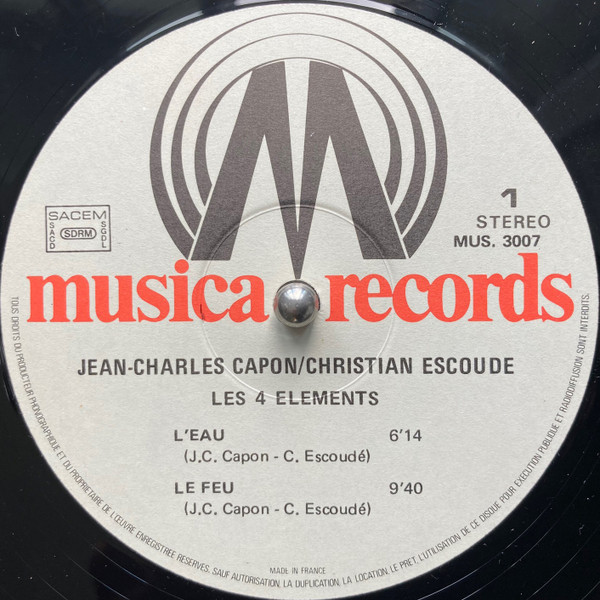 1
STEREO
MUS. 3007
SACEM
SACD
SDRM
SGDL
musica records
JEAN-CHARLES CAPON/CHRISTIAN ESCOUDE
LES 4 ELEMENTS
L'EAU 6'14
(J.C. Capon - C. Escoudé)
LE FEU 9'40
(J.C. Capon - C. Escoudé)
MADE IN FRANCE
TOUS DROITS DU PRODUCTEUR PHONOGRAPHIQUE ET DU PROPRIETAIRE DE L'ŒUVRE ENREGISTREE RESERVES. SAUF AUTORISATION, LA DUPLICATION, LA LOCATION, LE PRET, L'UTILISATION DE CE DISQUE POUR EXECUTION PUBLIQUE ET RADIODIFFUSION SONT INTERDITS.